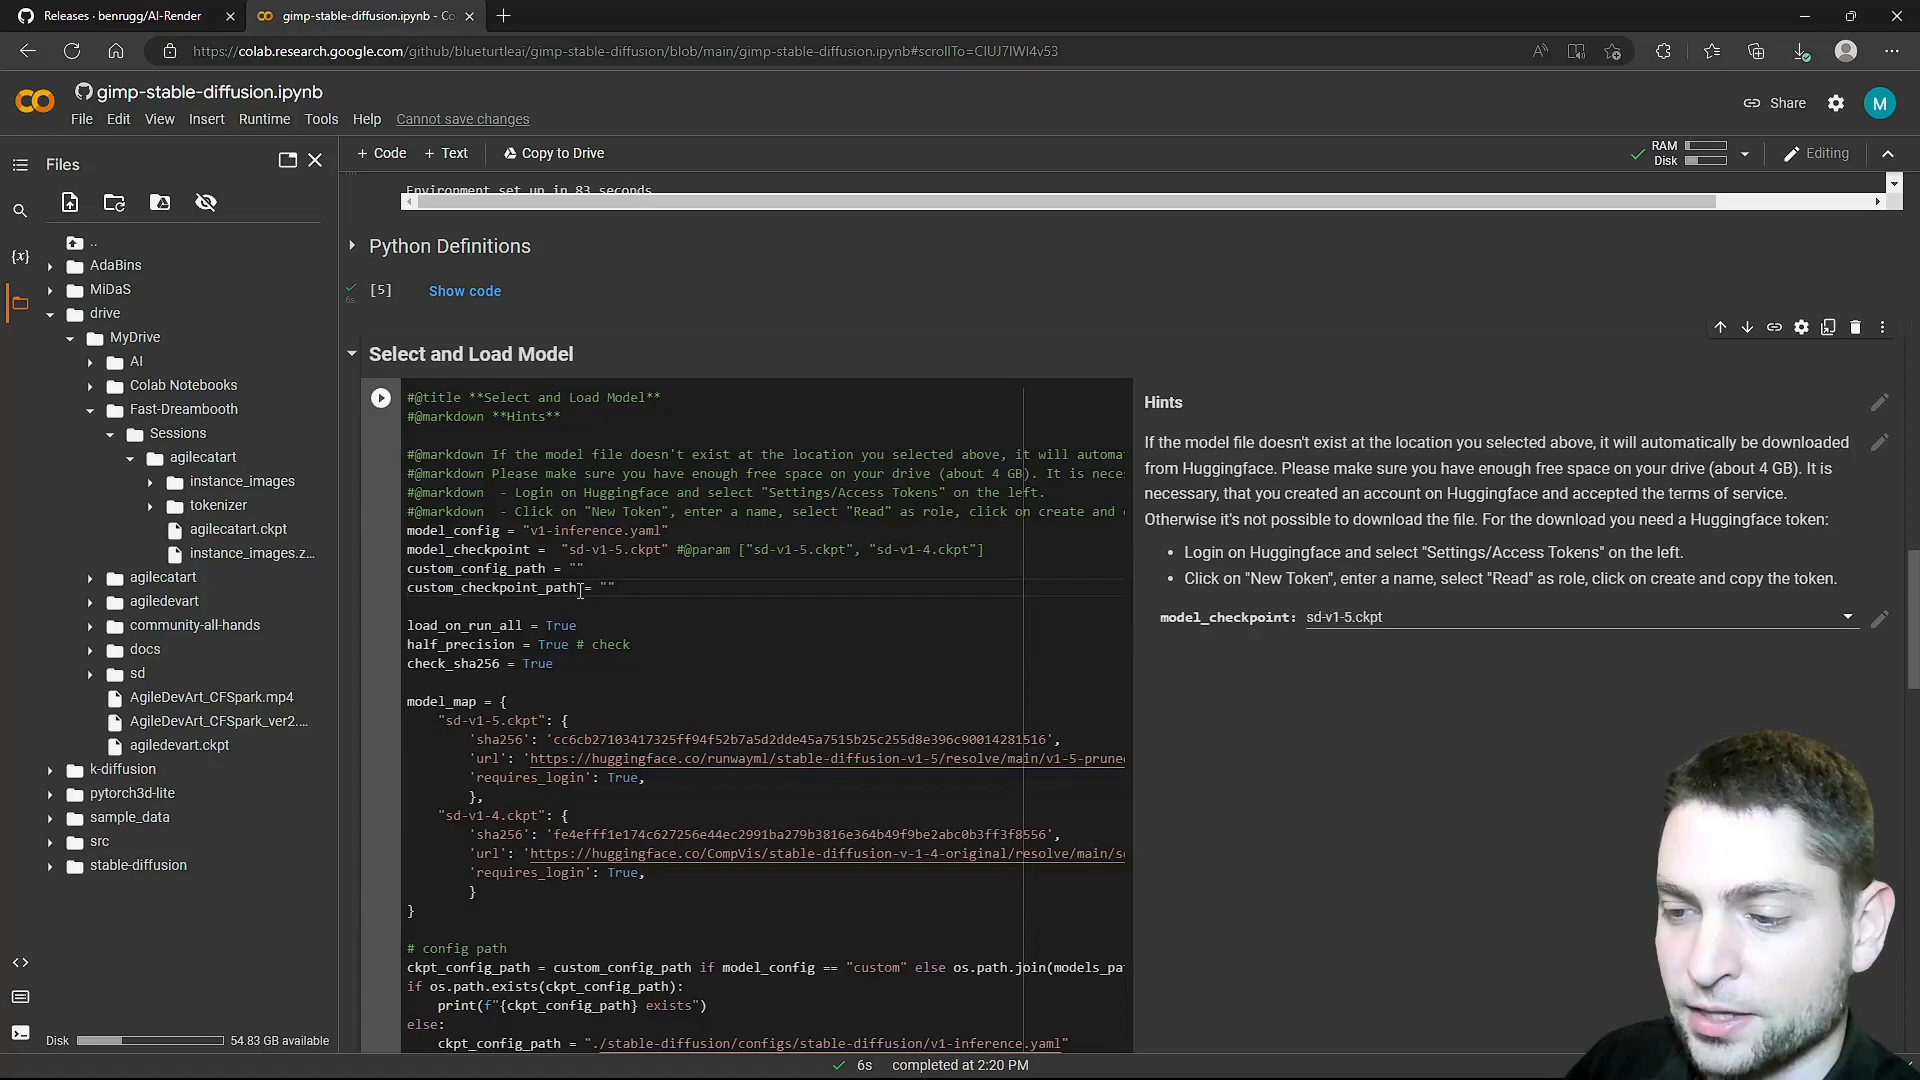 Releases · benrugg/AI-Render
gimp-stable-diffusion.ipynb - Co
https://colab.research.google.com/github/blueturtleai/gimp-stable-diffusion/blob/main/gimp-stable-diffusion.ipynb#scrollTo=CIUJ7IWI4v53
gimp-stable-diffusion.ipynb
Share
M
File Edit View Insert Runtime Tools Help Cannot save changes
Files
+ Code + Text Copy to Drive
RAM
Disk
Editing
..
AdaBins
MiDaS
drive
MyDrive
AI
Colab Notebooks
Fast-Dreambooth
Sessions
agilecatart
instance_images
tokenizer
agilecatart.ckpt
instance_images.z...
agilecatart
agiledevart
community-all-hands
docs
sd
AgileDevArt_CFSpark.mp4
AgileDevArt_CFSpark_ver2....
agiledevart.ckpt
k-diffusion
pytorch3d-lite
sample_data
src
stable-diffusion
Disk 54.83 GB available
Environment set up in 83 seconds
Python Definitions
6s
[5] Show code
Select and Load Model
#@title **Select and Load Model**
#@markdown **Hints**
#@markdown If the model file doesn't exist at the location you selected above, it will automa
#@markdown Please make sure you have enough free space on your drive (about 4 GB). It is nece
#@markdown  - Login on Huggingface and select "Settings/Access Tokens" on the left.
#@markdown  - Click on "New Token", enter a name, select "Read" as role, click on create and c
model_config = "v1-inference.yaml"
model_checkpoint =  "sd-v1-5.ckpt" #@param ["sd-v1-5.ckpt", "sd-v1-4.ckpt"]
custom_config_path = ""
custom_checkpoint_path = ""
load_on_run_all = True
half_precision = True # check
check_sha256 = True
model_map = {
"sd-v1-5.ckpt": {
'sha256': 'cc6cb27103417325ff94f52b7a5d2dde45a7515b25c255d8e396c90014281516',
'url': 'https://huggingface.co/runwayml/stable-diffusion-v1-5/resolve/main/v1-5-prune
'requires_login': True,
},
"sd-v1-4.ckpt": {
'sha256': 'fe4efff1e174c627256e44ec2991ba279b3816e364b49f9be2abc0b3ff3f8556',
'url': 'https://huggingface.co/CompVis/stable-diffusion-v-1-4-original/resolve/main/s
'requires_login': True,
}
}
# config path
ckpt_config_path = custom_config_path if model_config == "custom" else os.path.join(models_pa
if os.path.exists(ckpt_config_path):
print(f"{ckpt_config_path} exists")
else:
ckpt_config_path = "./stable-diffusion/configs/stable-diffusion/v1-inference.yaml"
Hints
If the model file doesn't exist at the location you selected above, it will automatically be downloaded
from Huggingface. Please make sure you have enough free space on your drive (about 4 GB). It is
necessary, that you created an account on Huggingface and accepted the terms of service.
Otherwise it's not possible to download the file. For the download you need a Huggingface token:
• Login on Huggingface and select "Settings/Access Tokens" on the left.
• Click on "New Token", enter a name, select "Read" as role, click on create and copy the token.
model_checkpoint: sd-v1-5.ckpt
6s completed at 2:20 PM